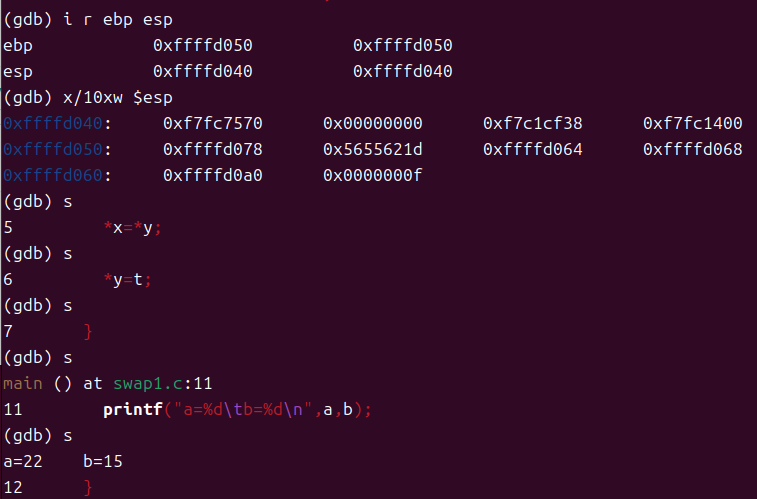 (gdb) i r ebp esp
ebp            0xffffd050          0xffffd050
esp            0xffffd040          0xffffd040
(gdb) x/10xw $esp
0xffffd040:     0xf7fc7570      0x00000000      0xf7c1cf38      0xf7fc1400
0xffffd050:     0xffffd078      0x5655621d      0xffffd064      0xffffd068
0xffffd060:     0xffffd0a0      0x0000000f
(gdb) s
5         *x=*y;
(gdb) s
6         *y=t;
(gdb) s
7       }
(gdb) s
main () at swap1.c:11
11        printf("a=%d\tb=%d\n",a,b);
(gdb) s
a=22    b=15
12      }